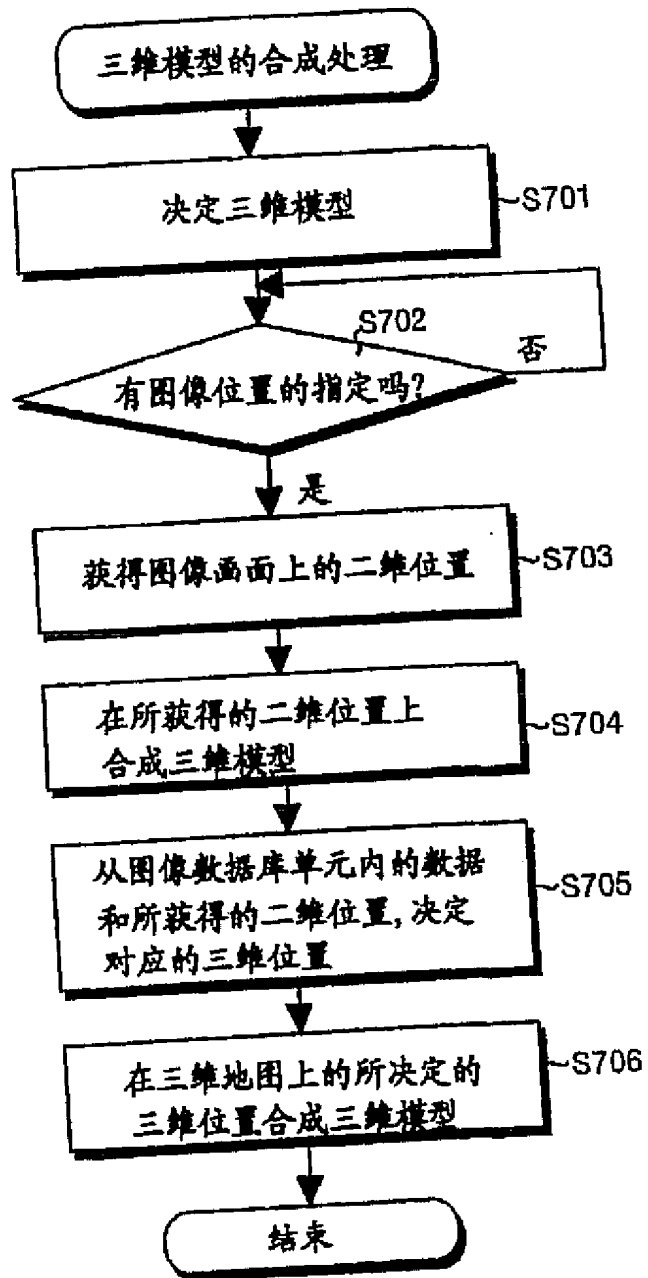 三维模型的合成处理
决定三维模型
S701
S702
否
有图像位置的指定吗?
是
获得图像画面上的二维位置
S703
在所获得的二维位置上
合成三维模型
S704
从图像数据库单元内的数据
和所获得的二维位置,决定
对应的三维位置
S705
在三维地图上的所决定的
三维位置合成三维模型
S706
结束